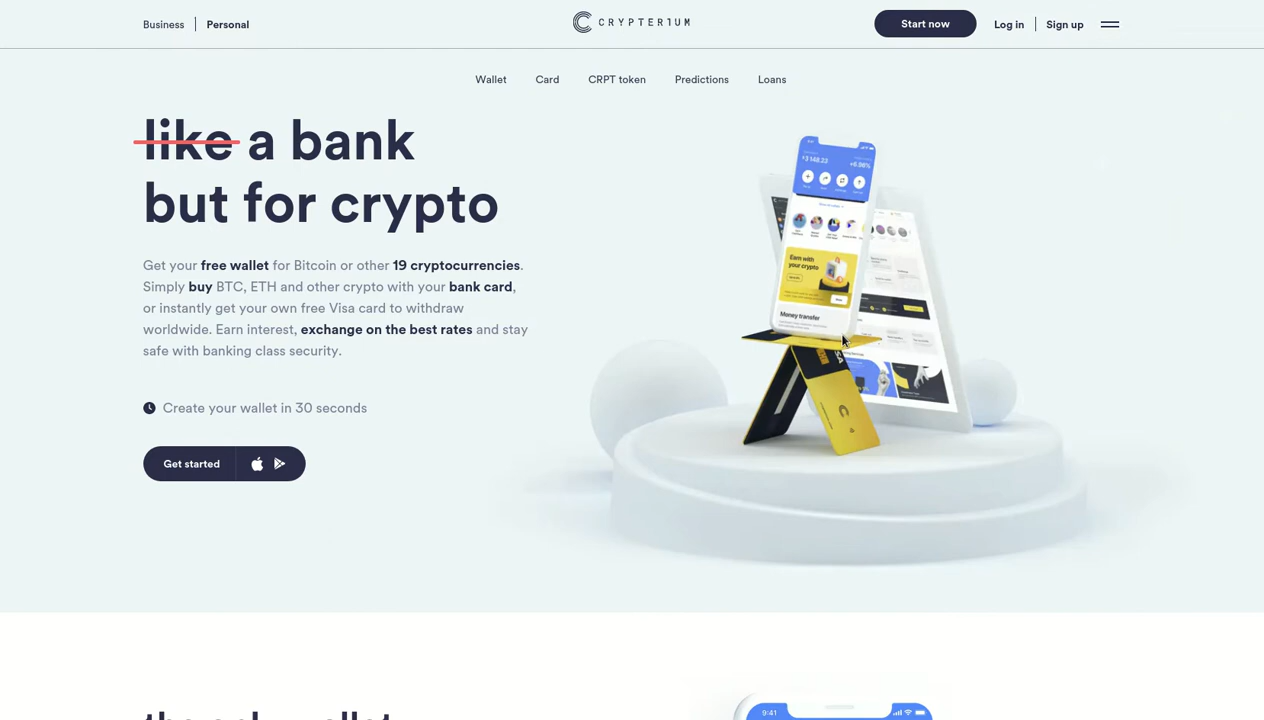 Business
Personal
CRYPTERIUM
Start now
Log in
Sign up
Wallet
Card
CRPT token
Predictions
Loans
like a bank
but for crypto
Get your free wallet for Bitcoin or other 19 cryptocurrencies.
Simply buy BTC, ETH and other crypto with your bank card,
or instantly get your own free Visa card to withdraw
worldwide. Earn interest, exchange on the best rates and stay
safe with banking class security.
Create your wallet in 30 seconds
Get started
Earn with
your crypto
Money transfer
VISA
the only wallet
9:41